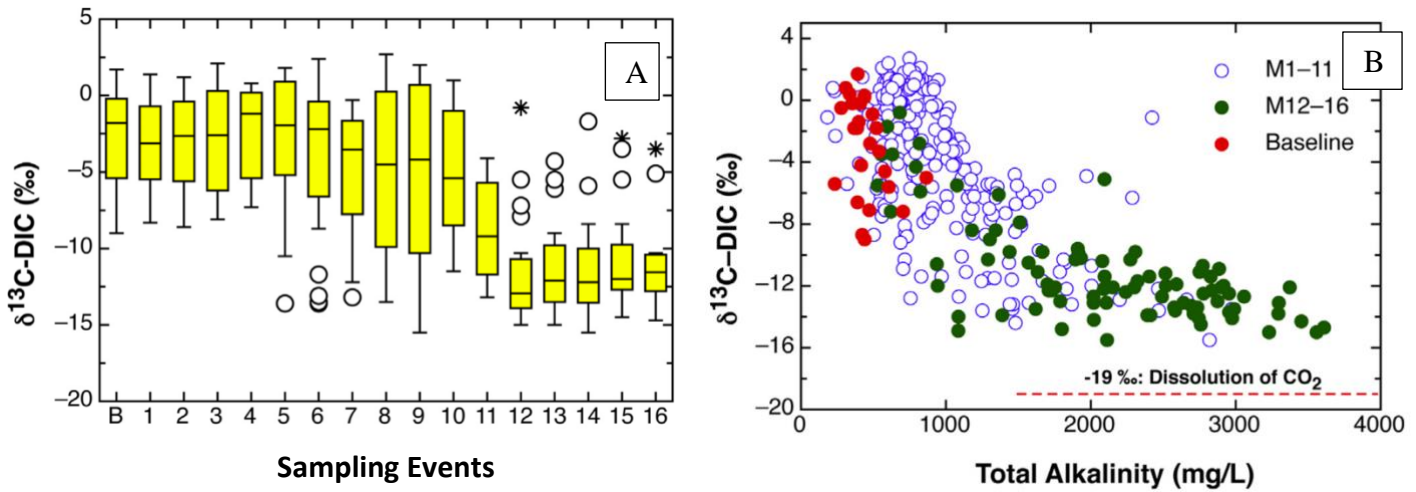 5
0
−5
−10
−15
−20
δ¹³C-DIC (‰)
B 1 2 3 4 5 6 7 8 9 10 11 12 13 14 15 16
Sampling Events
A
4
0
−4
−8
−12
−16
−20
δ¹³C–DIC (‰)
0 1000 2000 3000 4000
Total Alkalinity (mg/L)
M1–11
M12–16
Baseline
B
-19 ‰: Dissolution of CO₂